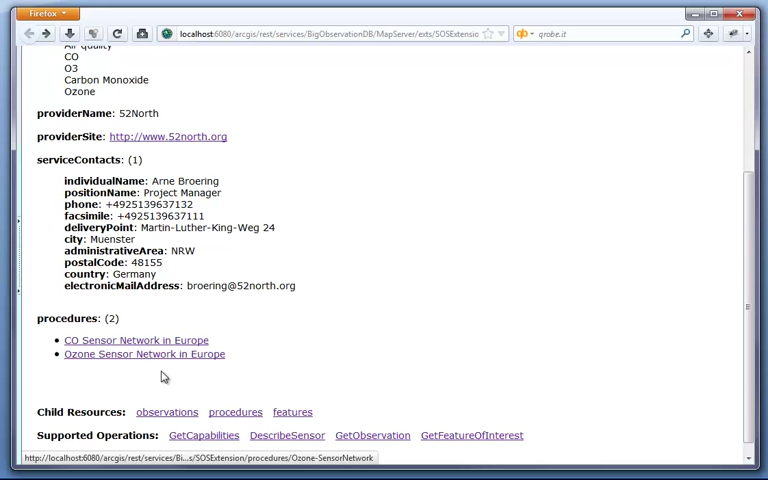 Firefox
localhost:6080/arcgis/rest/services/BigObservationDB/MapServer/exts/SOSExtensio
qrobe.it
Air quality
CO
O3
Carbon Monoxide
Ozone
providerName: 52North
providerSite: http://www.52north.org
serviceContacts: (1)
individualName: Arne Broering
positionName: Project Manager
phone: +4925139637132
facsimile: +4925139637111
deliveryPoint: Martin-Luther-King-Weg 24
city: Muenster
administrativeArea: NRW
postalCode: 48155
country: Germany
electronicMailAddress: broering@52north.org
procedures: (2)
• CO Sensor Network in Europe
• Ozone Sensor Network in Europe
Child Resources: observations procedures features
Supported Operations: GetCapabilities DescribeSensor GetObservation GetFeatureOfInterest
http://localhost:6080/arcgis/rest/services/Bi...s/SOSExtension/procedures/Ozone-SensorNetwork